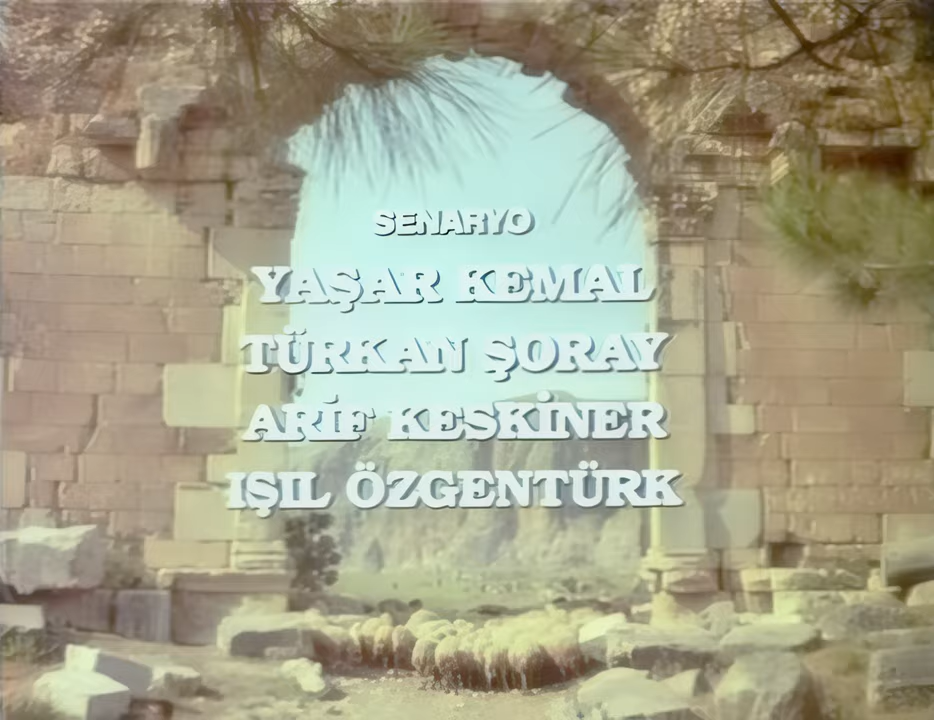 SENARYO
YAŞAR KEMAL
TÜRKAN ŞORAY
ARİF KESKİNER
IŞIL ÖZGENTÜRK